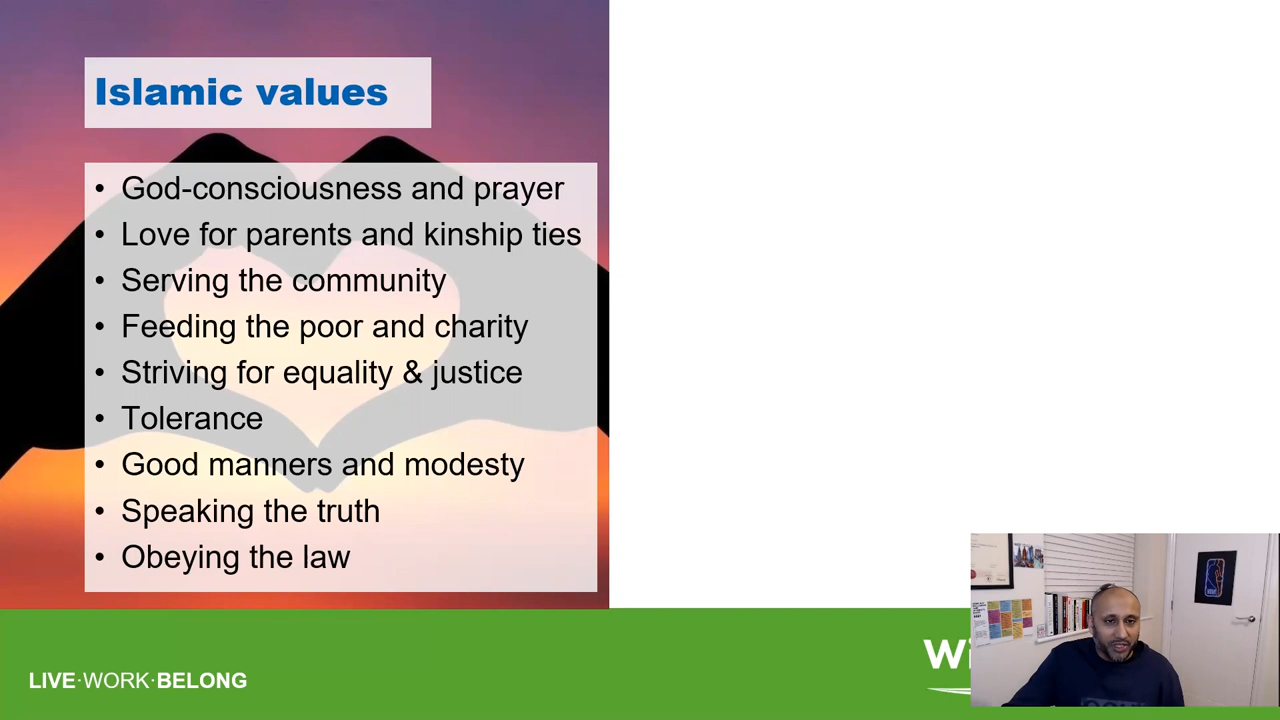 Islamic values
• God-consciousness and prayer
• Love for parents and kinship ties
• Serving the community
• Feeding the poor and charity
• Striving for equality & justice
• Tolerance
• Good manners and modesty
• Speaking the truth
• Obeying the law
LIVE·WORK·BELONG